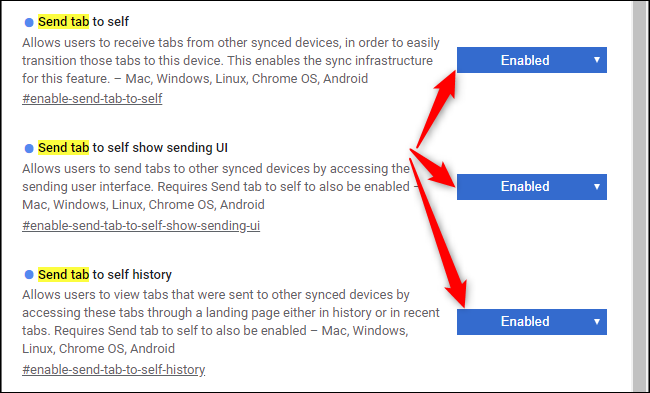 Send tab to self
Allows users to receive tabs from other synced devices, in order to easily
transition those tabs to this device. This enables the sync infrastructure
for this feature. – Mac, Windows, Linux, Chrome OS, Android
#enable-send-tab-to-self
Enabled
Send tab to self show sending UI
Allows users to send tabs to other synced devices by accessing the
sending user interface. Requires Send tab to self to also be enabled –
Mac, Windows, Linux, Chrome OS, Android
#enable-send-tab-to-self-show-sending-ui
Enabled
Send tab to self history
Allows users to view tabs that were sent to other synced devices by
accessing these tabs through a landing page either in history or in recent
tabs. Requires Send tab to self to also be enabled – Mac, Windows,
Linux, Chrome OS, Android
#enable-send-tab-to-self-history
Enabled